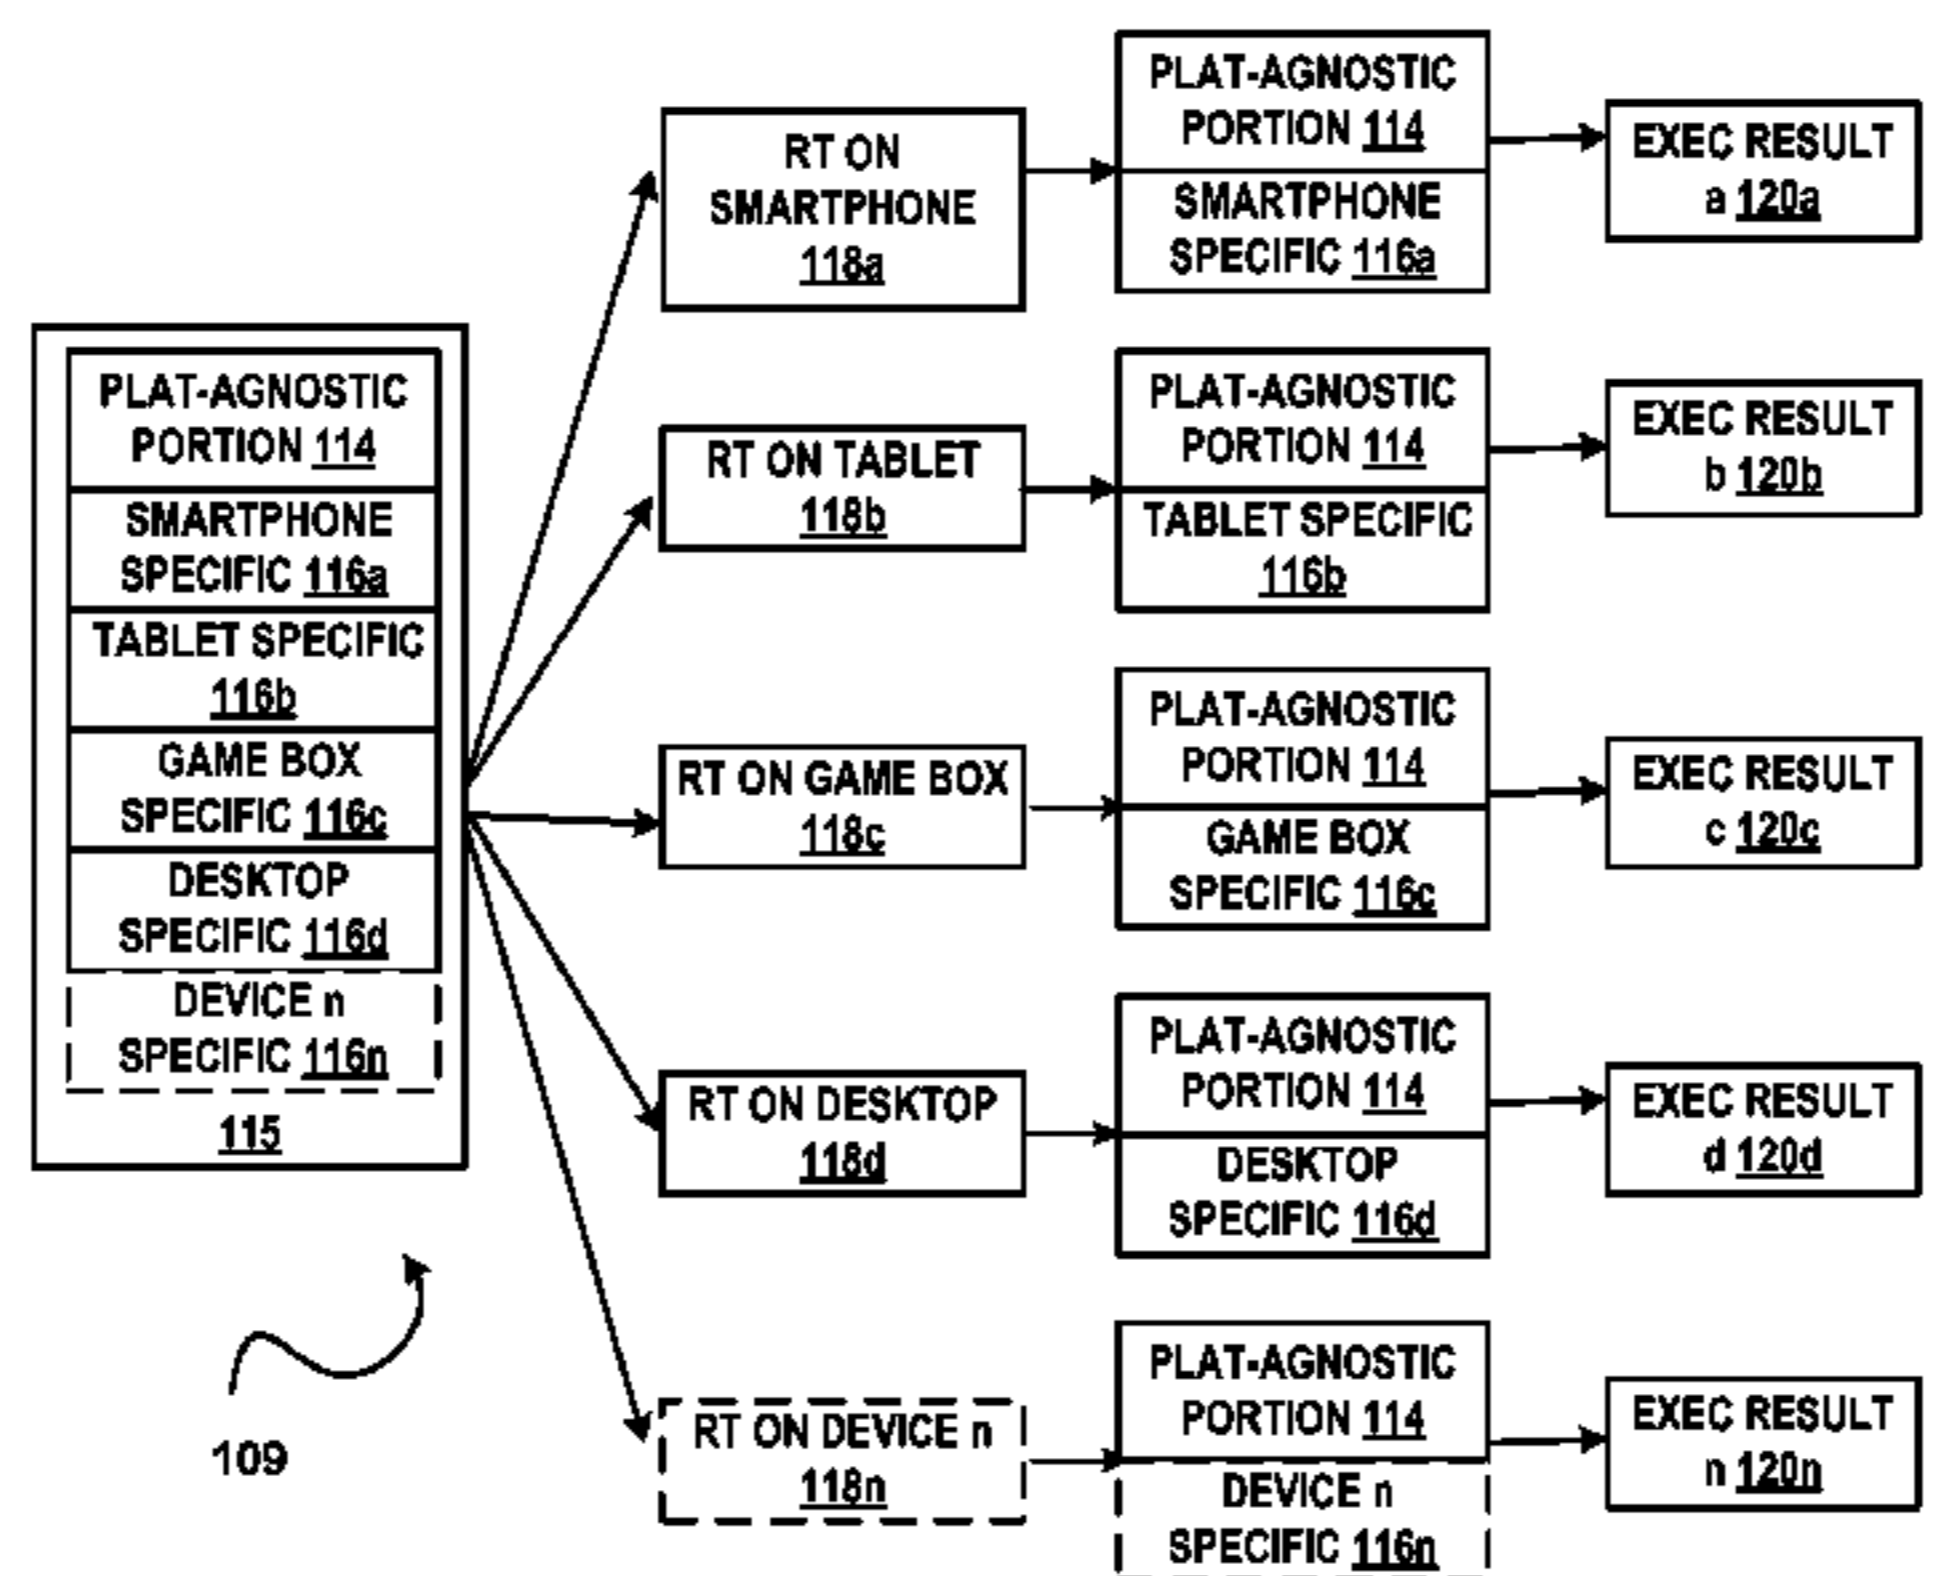 PLAT-AGNOSTIC
PORTION 114
SMARTPHONE
SPECIFIC 116a
TABLET SPECIFIC
116b
GAME BOX
SPECIFIC 116c
DESKTOP
SPECIFIC 116d
DEVICE n
SPECIFIC 116n
115
109
RT ON
SMARTPHONE
118a
PLAT-AGNOSTIC
PORTION 114
SMARTPHONE
SPECIFIC 116a
EXEC RESULT
a 120a
RT ON TABLET
118b
PLAT-AGNOSTIC
PORTION 114
TABLET SPECIFIC
116b
EXEC RESULT
b 120b
RT ON GAME BOX
118c
PLAT-AGNOSTIC
PORTION 114
GAME BOX
SPECIFIC 116c
EXEC RESULT
c 120c
RT ON DESKTOP
118d
PLAT-AGNOSTIC
PORTION 114
DESKTOP
SPECIFIC 116d
EXEC RESULT
d 120d
RT ON DEVICE n
118n
PLAT-AGNOSTIC
PORTION 114
DEVICE n
SPECIFIC 116n
EXEC RESULT
n 120n